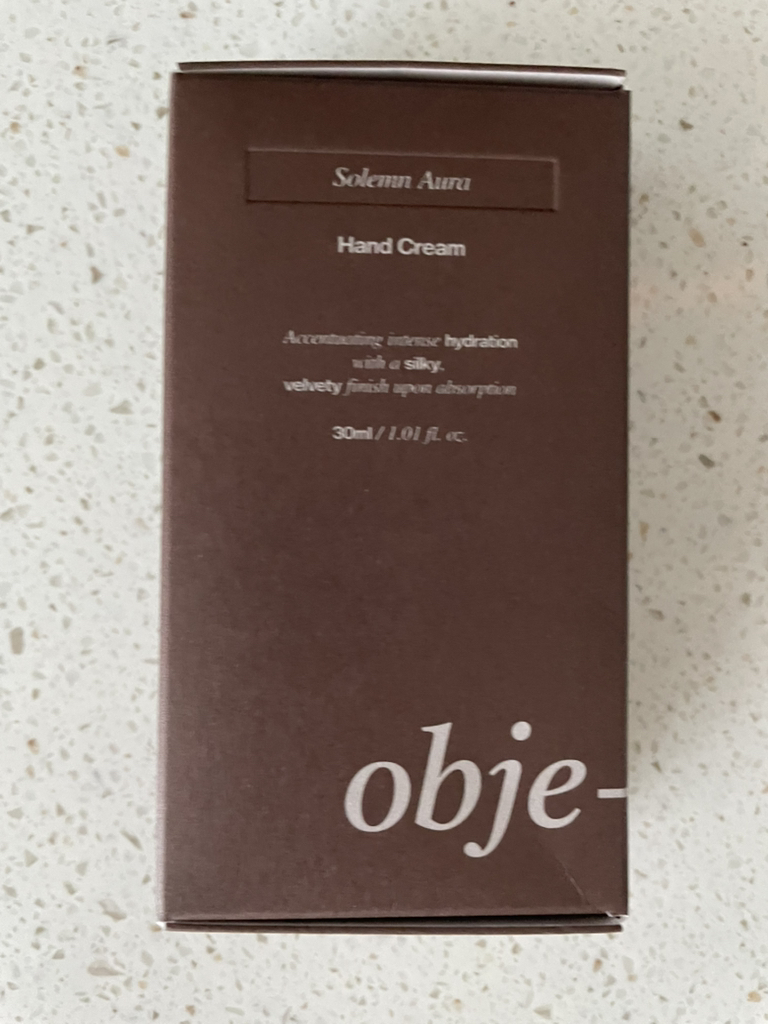 Solemn Aura
Hand Cream
Accentuating intense hydration
with a silky,
velvety finish upon absorption
30ml / 1.01 fl. oz.
obje-